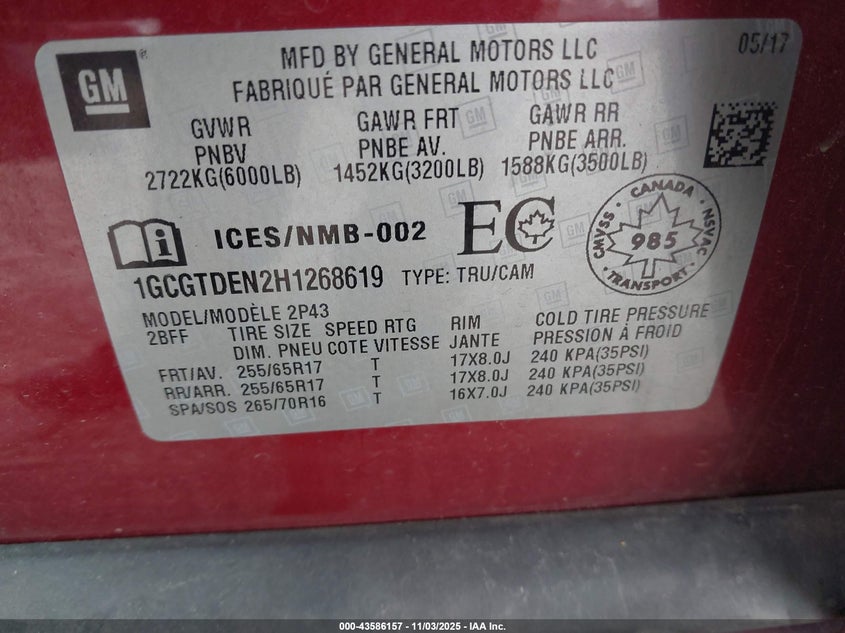 GM
MFD BY GENERAL MOTORS LLC
FABRIQUÉ PAR GENERAL MOTORS LLC
05/17
GVWR GAWR FRT GAWR RR
PNBV PNBE AV. PNBE ARR.
2722KG(6000LB) 1452KG(3200LB) 1588KG(3500LB)
ICES/NMB-002 EC
CANADA
CMVSS 985 NSVAC
TRANSPORT
1GCGTDEN2H1268619 TYPE: TRU/CAM
MODEL/MODÈLE 2P43
2BFF TIRE SIZE SPEED RTG RIM COLD TIRE PRESSURE
DIM. PNEU COTE VITESSE JANTE PRESSION À FROID
FRT/AV. 255/65R17 T 17X8.0J 240 KPA(35PSI)
RR/ARR. 255/65R17 T 17X8.0J 240 KPA(35PSI)
SPA/SOS 265/70R16 T 16X7.0J 240 KPA(35PSI)
000-43586157 - 11/03/2025 - IAA Inc.